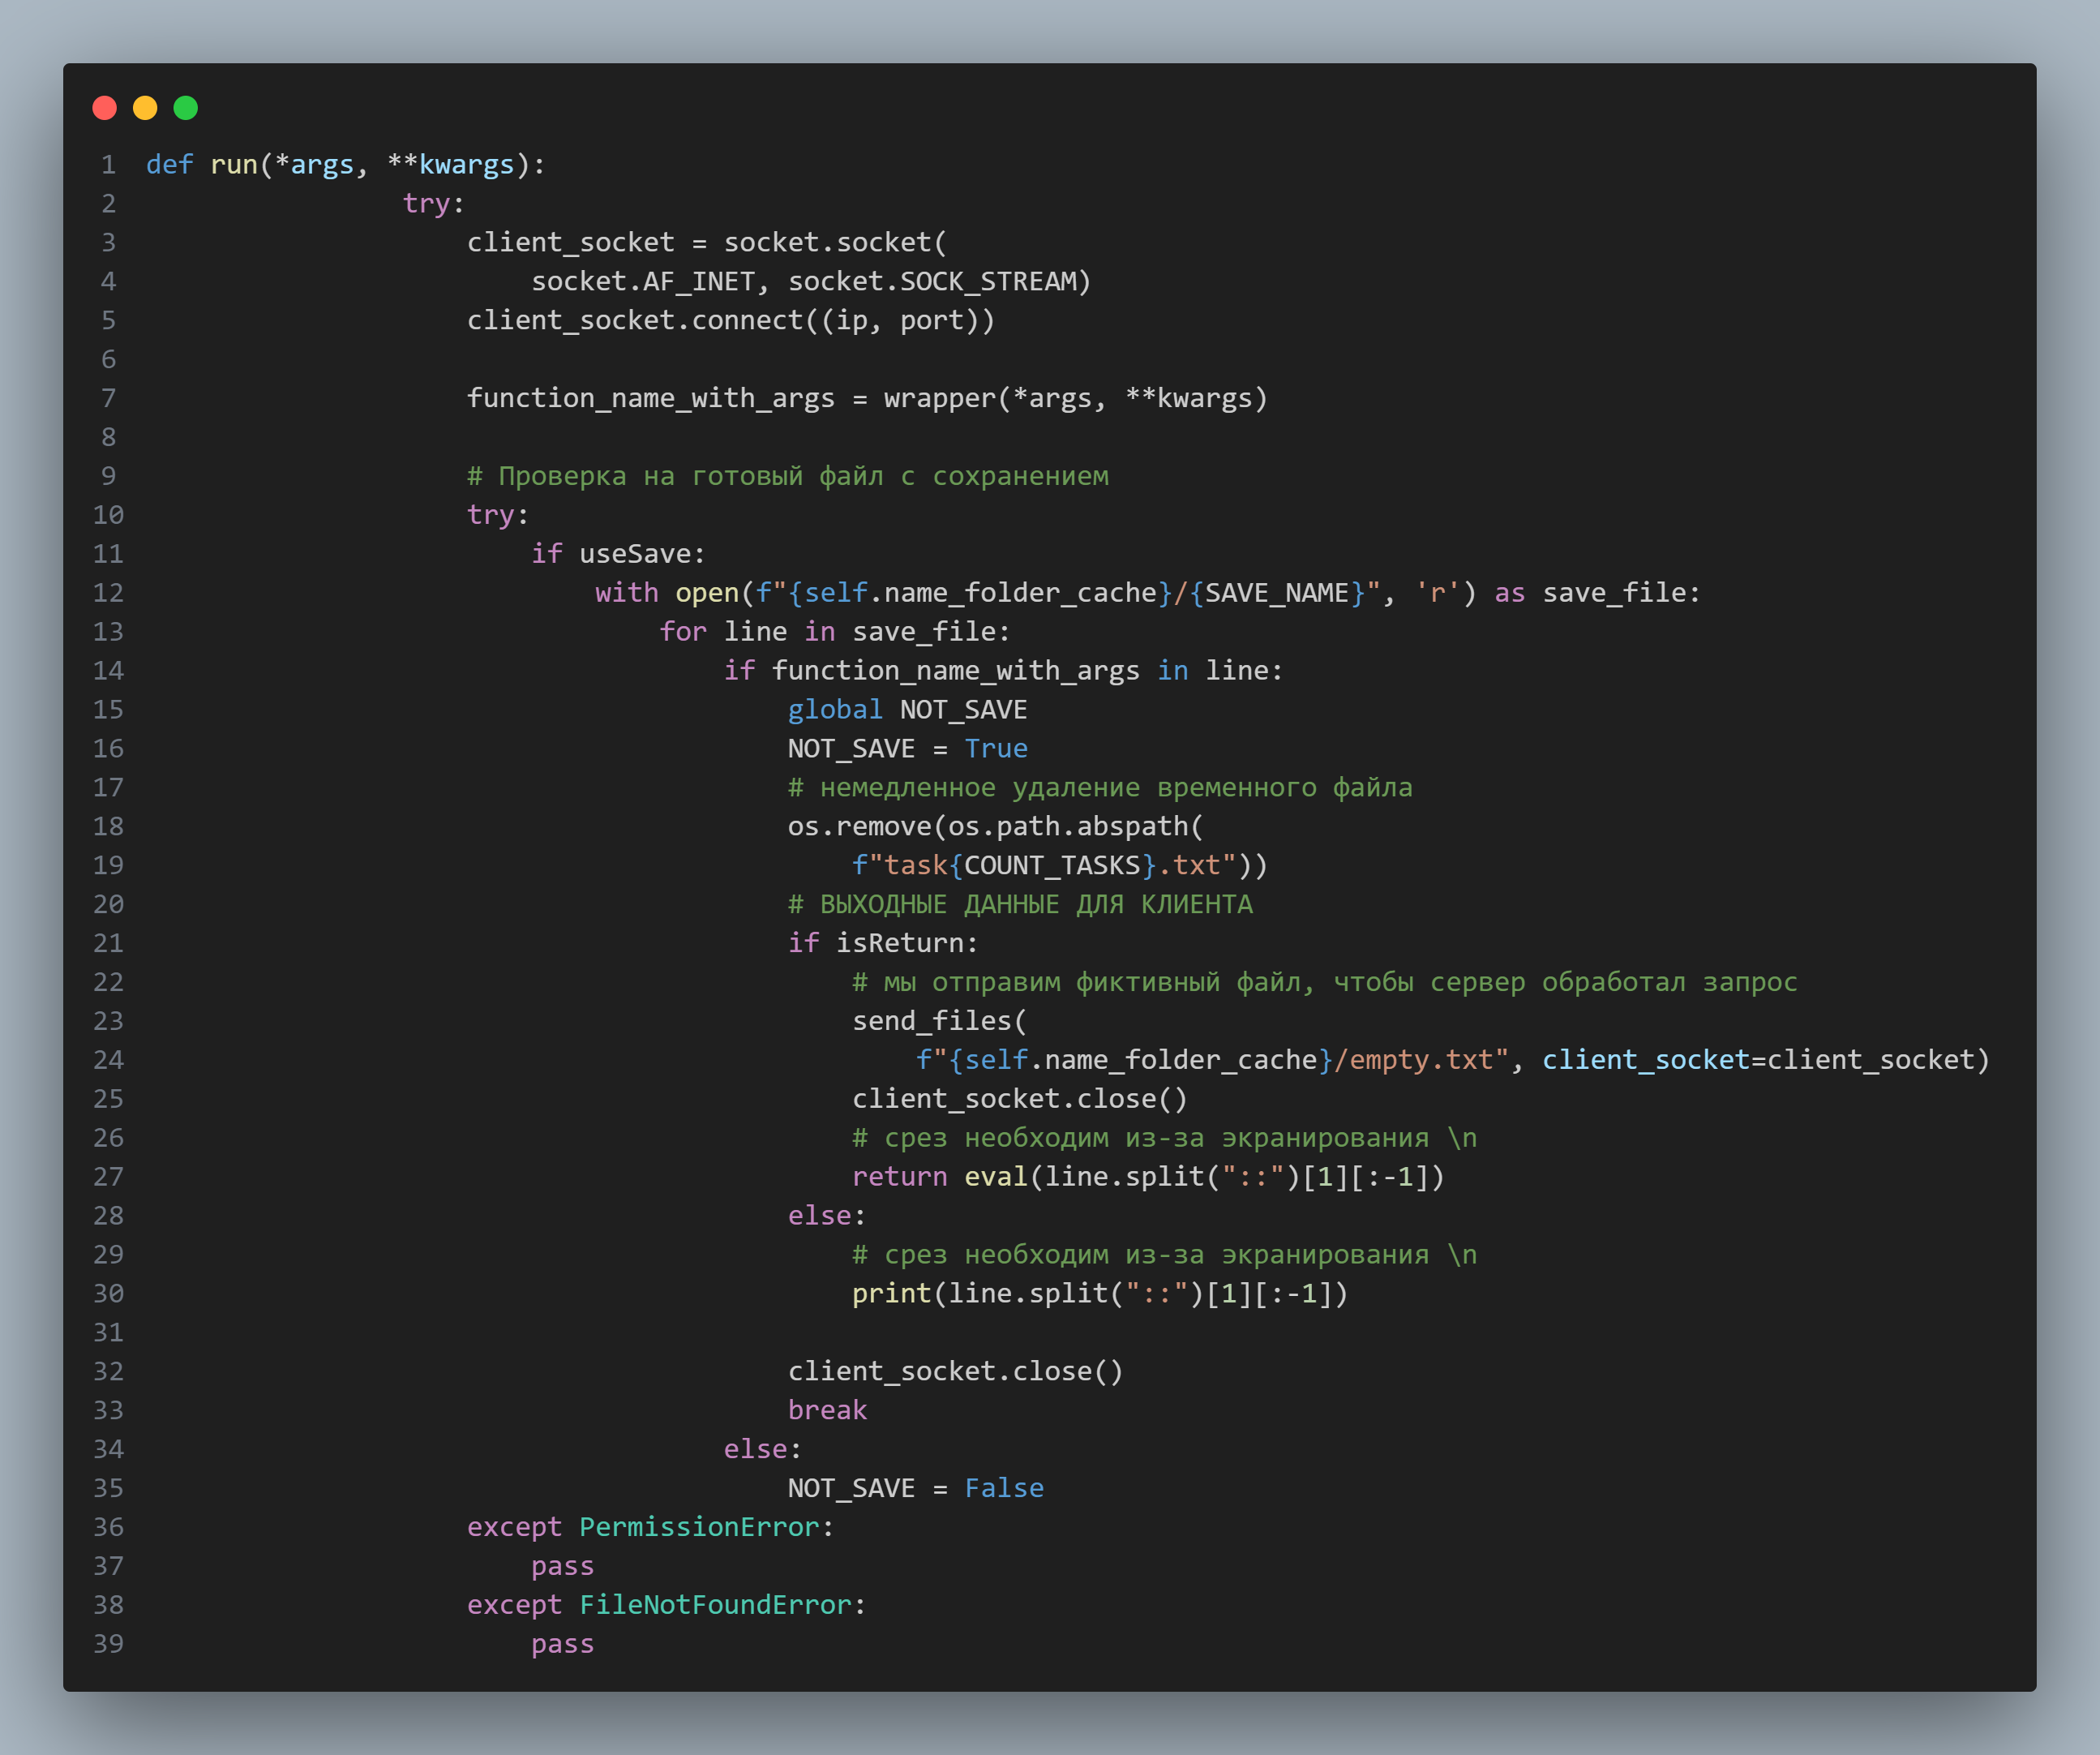 1 def run(*args, **kwargs):
2 try:
3 client_socket = socket.socket(
4 socket.AF_INET, socket.SOCK_STREAM)
5 client_socket.connect((ip, port))
6
7 function_name_with_args = wrapper(*args, **kwargs)
8
9 # Проверка на готовый файл с сохранением
10 try:
11 if useSave:
12 with open(f"{self.name_folder_cache}/{SAVE_NAME}", 'r') as save_file:
13 for line in save_file:
14 if function_name_with_args in line:
15 global NOT_SAVE
16 NOT_SAVE = True
17 # немедленное удаление временного файла
18 os.remove(os.path.abspath(
19 f"task{COUNT_TASKS}.txt"))
20 # ВЫХОДНЫЕ ДАННЫЕ ДЛЯ КЛИЕНТА
21 if isReturn:
22 # мы отправим фиктивный файл, чтобы сервер обработал запрос
23 send_files(
24 f"{self.name_folder_cache}/empty.txt", client_socket=client_socket)
25 client_socket.close()
26 # срез необходим из-за экранирования \n
27 return eval(line.split("::")[1][:-1])
28 else:
29 # срез необходим из-за экранирования \n
30 print(line.split("::")[1][:-1])
31
32 client_socket.close()
33 break
34 else:
35 NOT_SAVE = False
36 except PermissionError:
37 pass
38 except FileNotFoundError:
39 pass